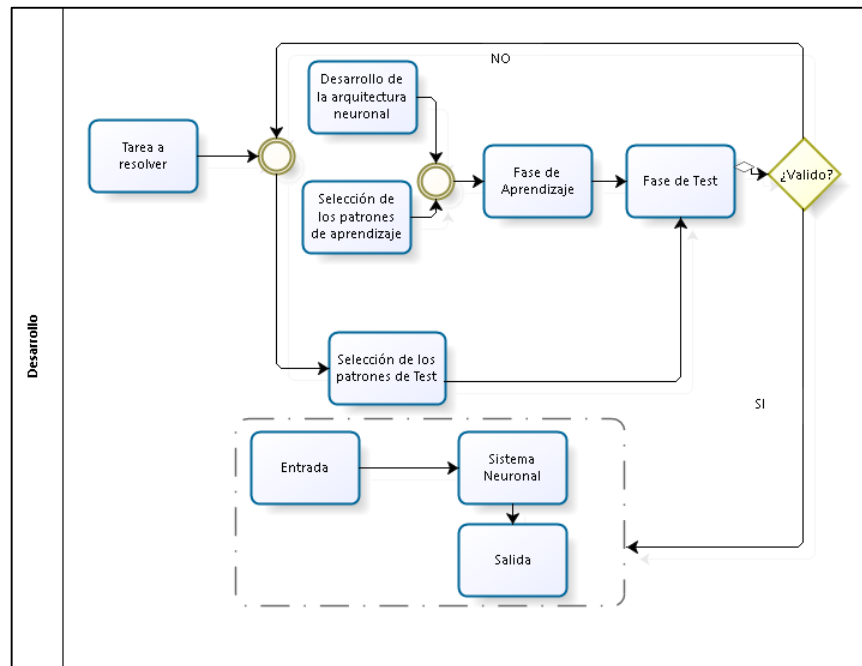 Desarrollo
NO
Desarrollo de
la arquitectura
neuronal
Tarea a
resolver
Selección de
los patrones
de aprendizaje
Fase de
Aprendizaje
Fase de Test
¿Valido?
Selección de los
patrones de Test
SI
Entrada
Sistema
Neuronal
Salida